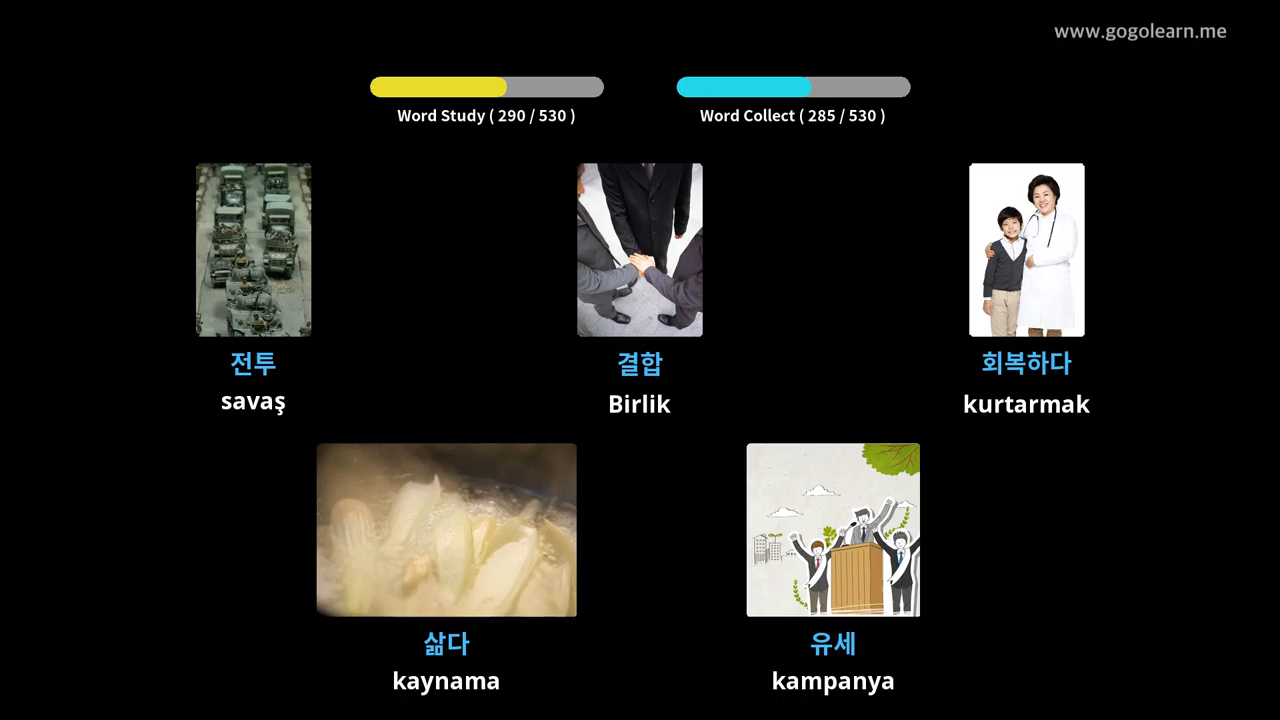 www.gogolearn.me
Word Study ( 290 / 530 )
Word Collect ( 285 / 530 )
전투
savaş
결합
Birlik
회복하다
kurtarmak
삶다
kaynama
유세
kampanya